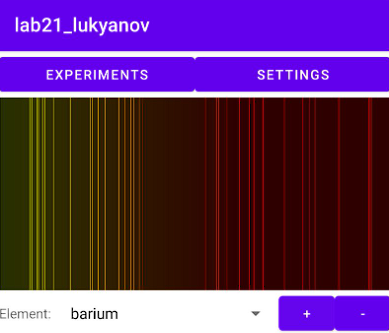 lab21_lukyanov
EXPERIMENTS SETTINGS
Element: barium + -